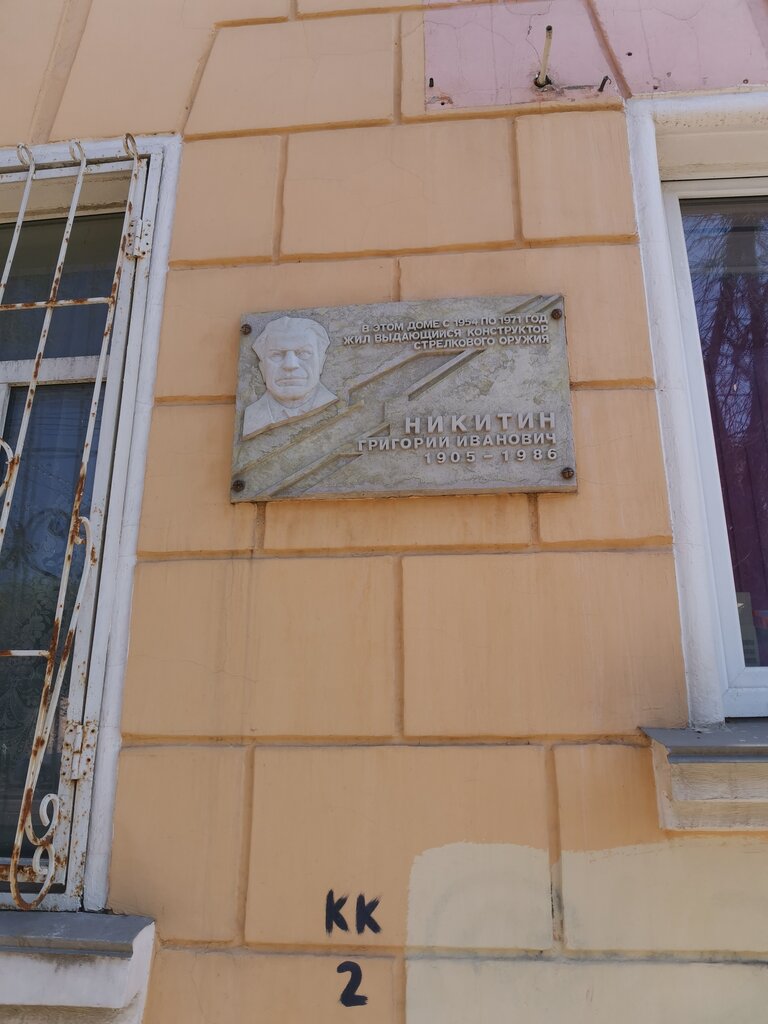 В ЭТОМ ДОМЕ С 1954 ПО 1971 ГОД
ЖИЛ ВЫДАЮЩИЙСЯ КОНСТРУКТОР
СТРЕЛКОВОГО ОРУЖИЯ
НИКИТИН
ГРИГОРИЙ ИВАНОВИЧ
1905 - 1986
КК
2